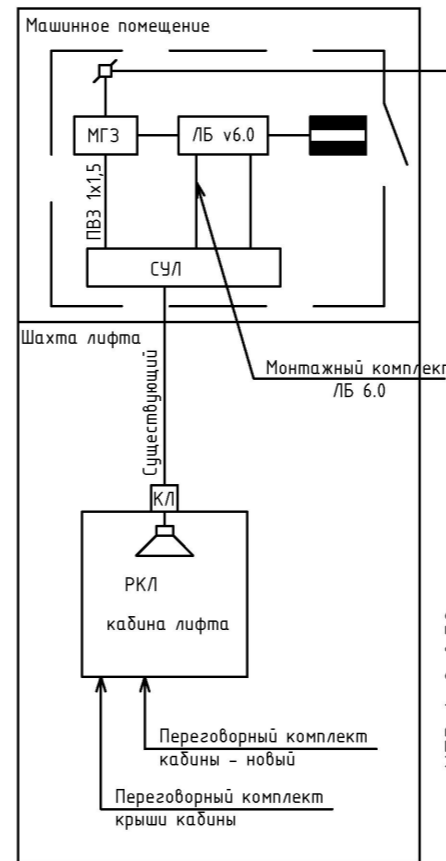 Машинное помещение
МГЗ
ЛБ v6.0
ПВЗ 1х1,5
СУЛ
Шахта лифта
Монтажный комплект
ЛБ 6.0
Существующий
КЛ
РКЛ
кабина лифта
Переговорный комплект
кабины – новый
Переговорный комплект
крыши кабины